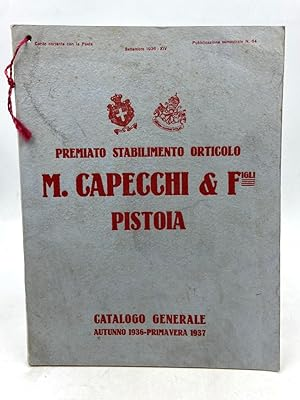 Conto corrente con la Posta
Settembre 1936 - XIV
Pubblicazione semestrale N. 64
PREMIATO STABILIMENTO ORTICOLO
M. CAPECCHI & FIGLI
PISTOIA
CATALOGO GENERALE
AUTUNNO 1936-PRIMAVERA 1937